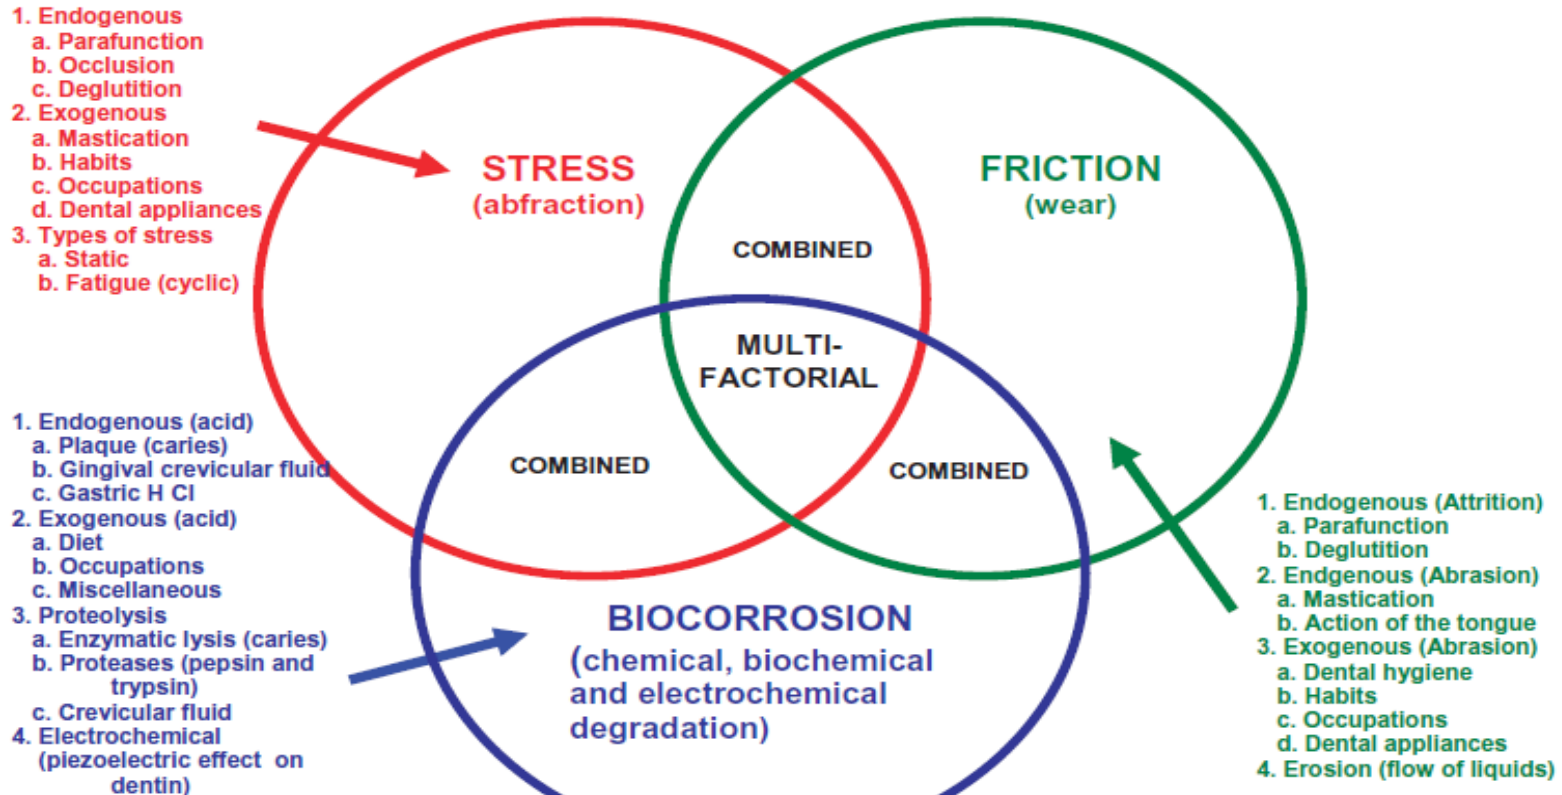 1. Endogenous
a. Parafunction
b. Occlusion
c. Deglutition
2. Exogenous
a. Mastication
b. Habits
c. Occupations
d. Dental appliances
3. Types of stress
a. Static
b. Fatigue (cyclic)
STRESS
(abfraction)
FRICTION
(wear)
COMBINED
MULTI-
FACTORIAL
COMBINED
COMBINED
1. Endogenous (acid)
a. Plaque (caries)
b. Gingival crevicular fluid
c. Gastric H Cl
2. Exogenous (acid)
a. Diet
b. Occupations
c. Miscellaneous
3. Proteolysis
a. Enzymatic lysis (caries)
b. Proteases (pepsin and
trypsin)
c. Crevicular fluid
4. Electrochemical
(piezoelectric effect on
dentin)
BIOCORROSION
(chemical, biochemical
and electrochemical
degradation)
1. Endogenous (Attrition)
a. Parafunction
b. Deglutition
2. Endgenous (Abrasion)
a. Mastication
b. Action of the tongue
3. Exogenous (Abrasion)
a. Dental hygiene
b. Habits
c. Occupations
d. Dental appliances
4. Erosion (flow of liquids)